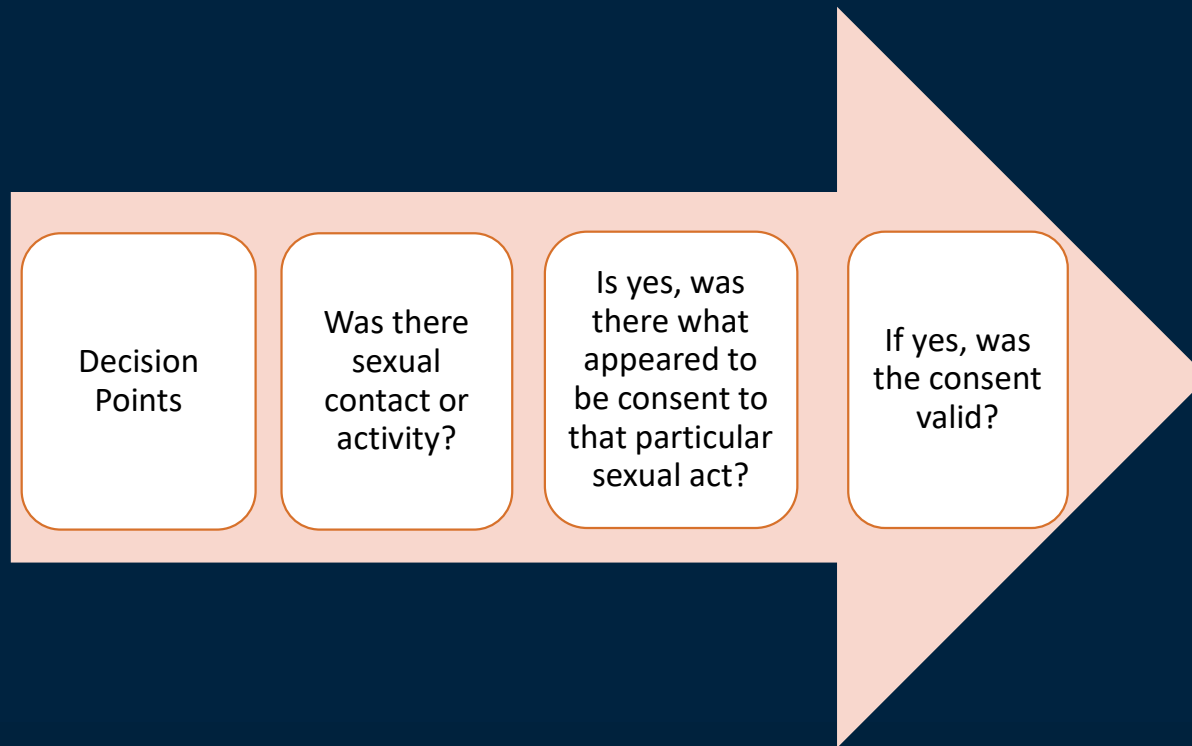 Decision
Points
Was there
sexual
contact or
activity?
Is yes, was
there what
appeared to
be consent to
that particular
sexual act?
If yes, was
the consent
valid?